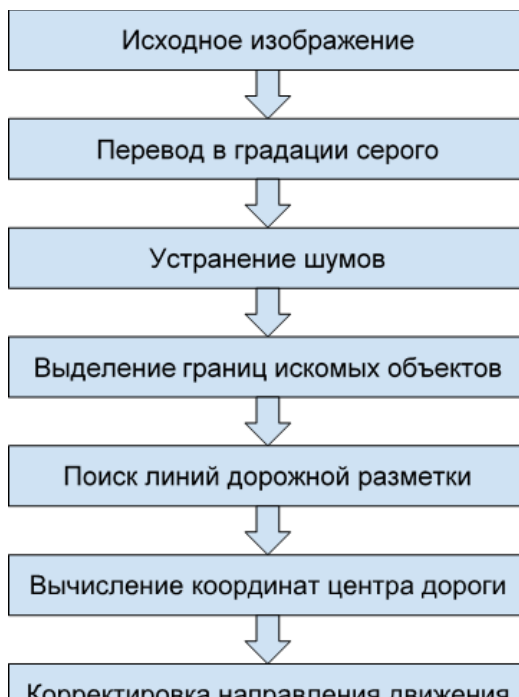 Исходное изображение
Перевод в градации серого
Устранение шумов
Выделение границ искомых объектов
Поиск линий дорожной разметки
Вычисление координат центра дороги
Корректировка направления движения